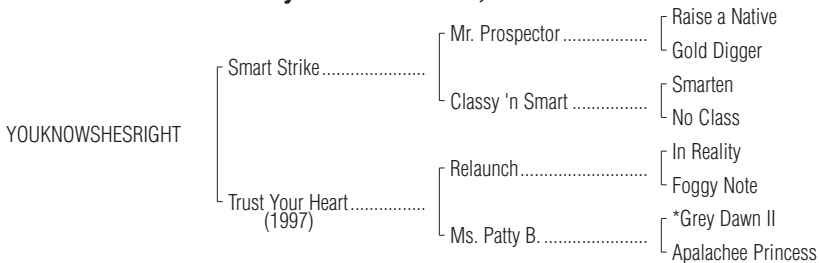 Raise a Native
Mr. Prospector
Gold Digger
Smart Strike
Smarten
Classy 'n Smart
No Class
YOUKNOWSHESRIGHT
In Reality
Relaunch
Foggy Note
Trust Your Heart
(1997)
*Grey Dawn II
Ms. Patty B.
Apalachee Princess